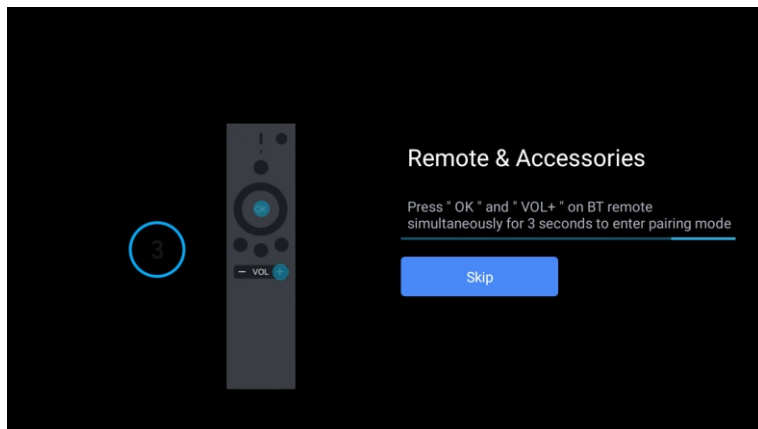 Remote & Accessories
Press " OK " and " VOL+ " on BT remote
simultaneously for 3 seconds to enter pairing mode
Skip
3
OK
− VOL +